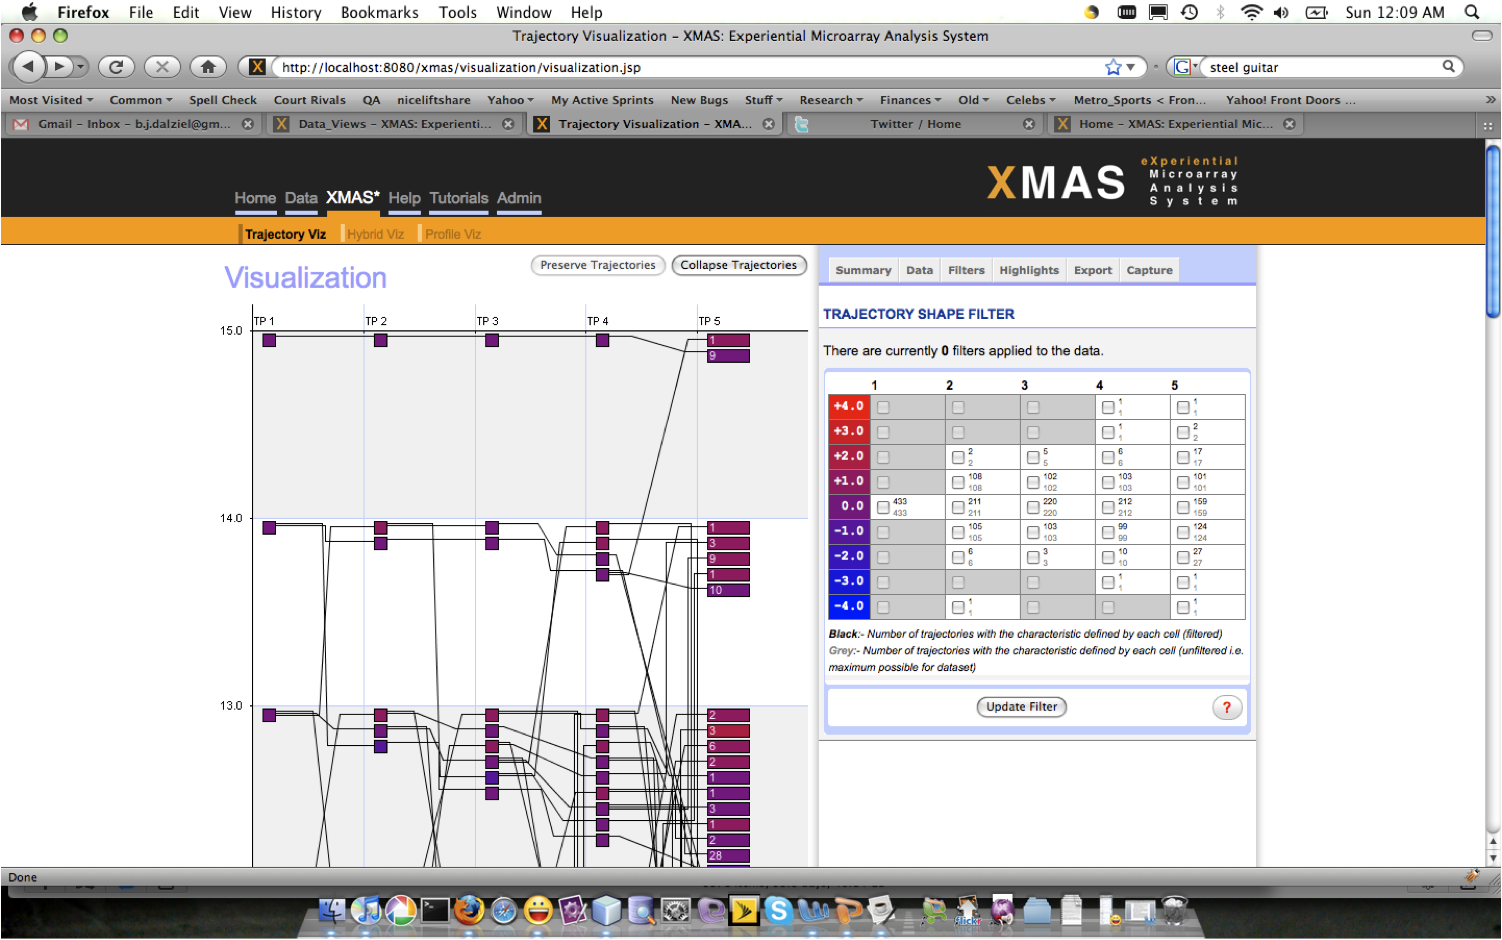 Firefox File Edit View History Bookmarks Tools Window Help Sun 12:09 AM
Trajectory Visualization – XMAS: Experiential Microarray Analysis System
X http://localhost:8080/xmas/visualization/visualization.jsp G steel guitar
Most Visited Common Spell Check Court Rivals QA niceliftshare Yahoo My Active Sprints New Bugs Stuff Research Finances Old Celebs Metro_Sports < Fron... Yahoo! Front Doors ... »
Gmail – Inbox – b.j.dalziel@gm... X Data_Views – XMAS: Experienti... X Trajectory Visualization – XMA... Twitter / Home X Home – XMAS: Experiential Mic...
XMAS eXperiential
Microarray
Analysis
System
Home Data XMAS* Help Tutorials Admin
Trajectory Viz Hybrid Viz Profile Viz
Visualization
Preserve Trajectories Collapse Trajectories
Summary Data Filters Highlights Export Capture
TRAJECTORY SHAPE FILTER
There are currently 0 filters applied to the data.
1 2 3 4 5
+4.0 1 1 1 1
+3.0 1 1 2 2
+2.0 2 2 5 5 6 6 17 17
+1.0 108 108 102 102 103 103 101 101
0.0 433 433 211 211 220 220 212 212 159 159
-1.0 105 105 103 103 99 99 124 124
-2.0 6 6 3 3 10 10 27 27
-3.0 1 1 1 1
-4.0 1 1 1 1
Black:- Number of trajectories with the characteristic defined by each cell (filtered)
Grey:- Number of trajectories with the characteristic defined by each cell (unfiltered i.e.
maximum possible for dataset)
Update Filter ?
TP 1 TP 2 TP 3 TP 4 TP 5
15.0
1
9
14.0
1
3
9
1
10
13.0
2
3
6
2
1
1
3
1
2
28
Done
flickr